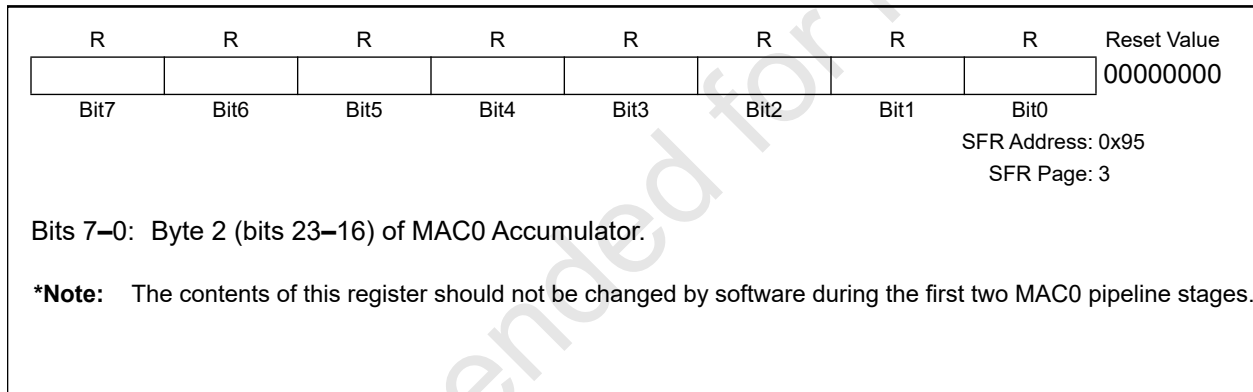 R R R R R R R R Reset Value
00000000
Bit7 Bit6 Bit5 Bit4 Bit3 Bit2 Bit1 Bit0
SFR Address: 0x95
SFR Page: 3
Bits 7–0: Byte 2 (bits 23–16) of MAC0 Accumulator.
*Note: The contents of this register should not be changed by software during the first two MAC0 pipeline stages.
ended for